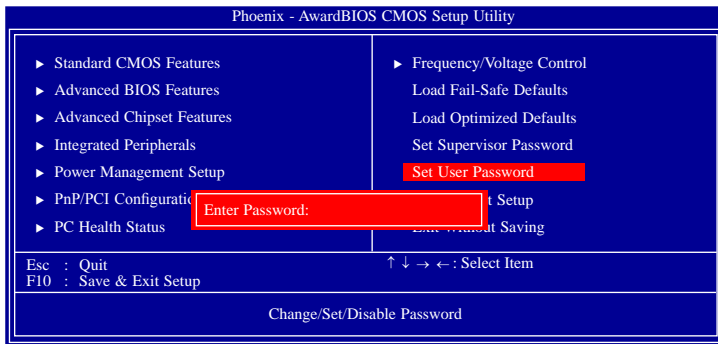 Phoenix - AwardBIOS CMOS Setup Utility
► Standard CMOS Features
► Advanced BIOS Features
► Advanced Chipset Features
► Integrated Peripherals
► Power Management Setup
► PnP/PCI
► PC Health Status
► Frequency/Voltage Control
Load Fail-Safe Defaults
Load Optimized Defaults
Set Supervisor Password
Set User Password
Setup
Exit Without Saving
Enter Password:
Esc : Quit
F10 : Save & Exit Setup
↑ ↓ → ← : Select Item
Change/Set/Disable Password